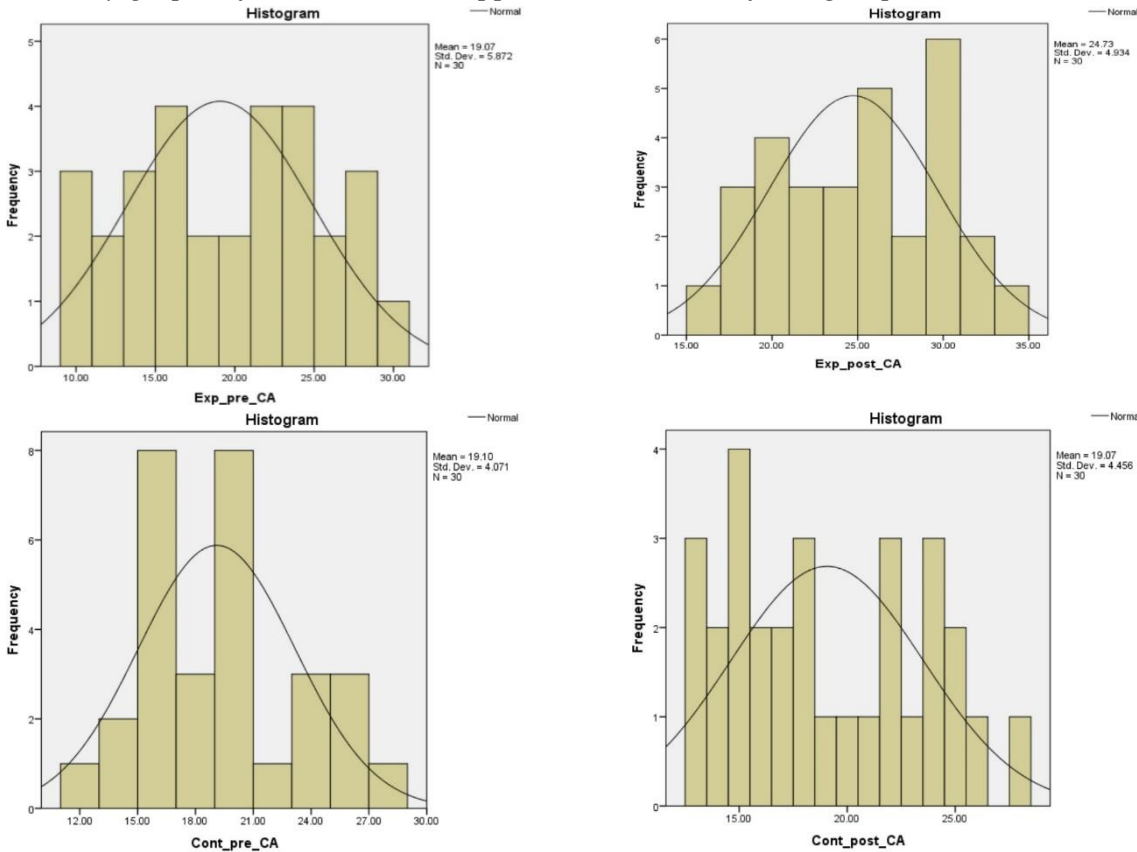 Histogram
Normal
Mean = 19.07
Std. Dev. = 5.872
N = 30
5
4
3
2
1
0
Frequency
10.00 15.00 20.00 25.00 30.00
Exp_pre_CA
Histogram
Normal
Mean = 24.73
Std. Dev. = 4.934
N = 30
6
5
4
3
2
1
0
Frequency
15.00 20.00 25.00 30.00 35.00
Exp_post_CA
Histogram
Normal
Mean = 19.10
Std. Dev. = 4.071
N = 30
8
6
4
2
0
Frequency
12.00 15.00 18.00 21.00 24.00 27.00 30.00
Cont_pre_CA
Histogram
Normal
Mean = 19.07
Std. Dev. = 4.456
N = 30
4
3
2
1
0
Frequency
15.00 20.00 25.00
Cont_post_CA